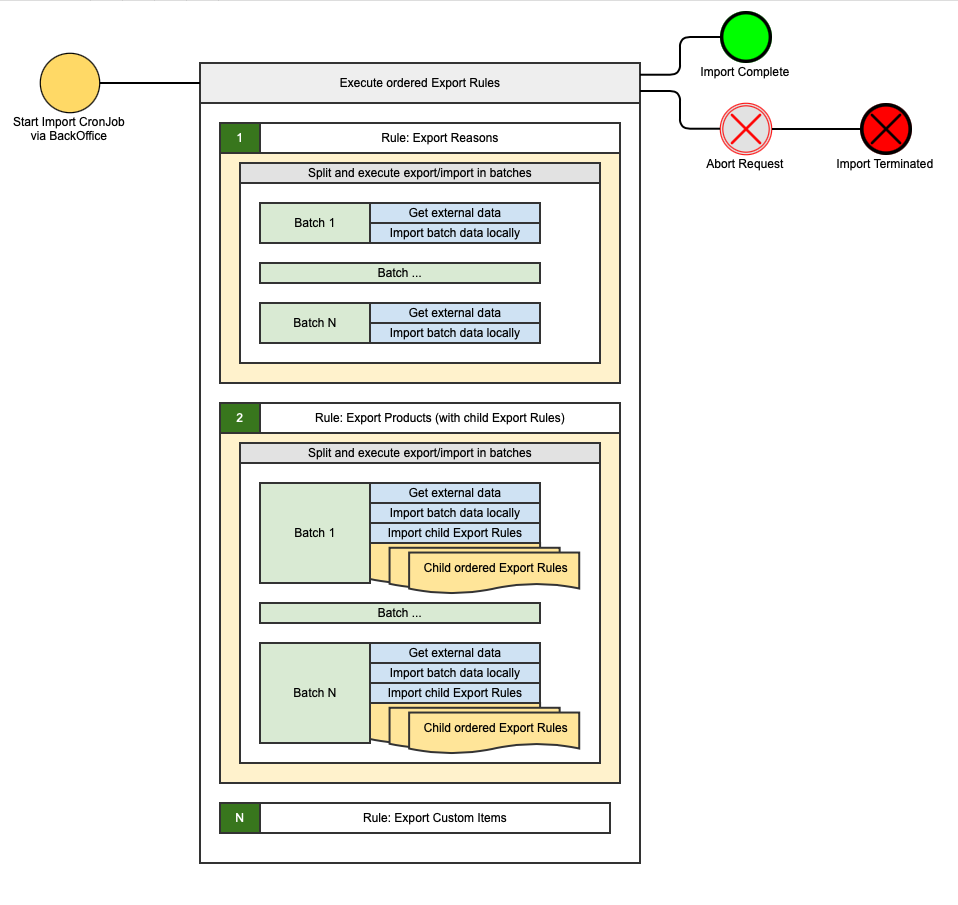 Start Import CronJob
via BackOffice
Execute ordered Export Rules
Import Complete
Abort Request
Import Terminated
1
Rule: Export Reasons
Split and execute export/import in batches
Batch 1
Get external data
Import batch data locally
Batch ...
Batch N
Get external data
Import batch data locally
2
Rule: Export Products (with child Export Rules)
Split and execute export/import in batches
Batch 1
Get external data
Import batch data locally
Import child Export Rules
Child ordered Export Rules
Batch ...
Batch N
Get external data
Import batch data locally
Import child Export Rules
Child ordered Export Rules
N
Rule: Export Custom Items